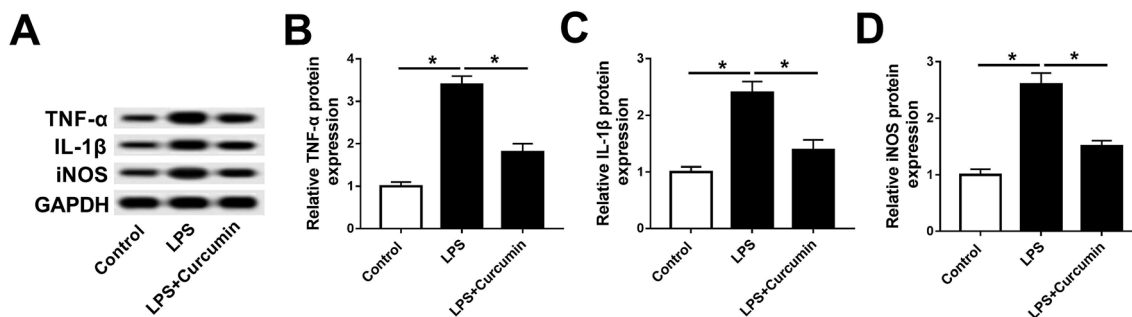 A
TNF-α
IL-1β
iNOS
GAPDH
Control
LPS
LPS+Curcumin
B
Relative TNF-α protein
expression
4
3
2
1
0
*
*
Control
LPS
LPS+Curcumin
C
Relative IL-1β protein
expression
3
2
1
0
*
*
Control
LPS
LPS+Curcumin
D
Relative iNOS protein
expression
3
2
1
0
*
*
Control
LPS
LPS+Curcumin